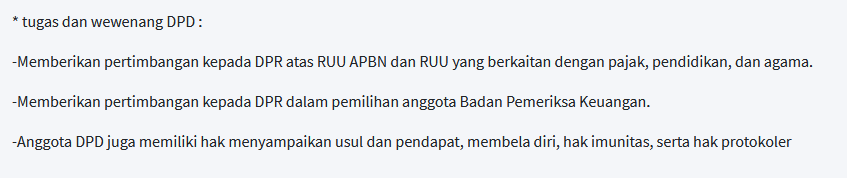 * tugas dan wewenang DPD :
-Memberikan pertimbangan kepada DPR atas RUU APBN dan RUU yang berkaitan dengan pajak, pendidikan, dan agama.
-Memberikan pertimbangan kepada DPR dalam pemilihan anggota Badan Pemeriksa Keuangan.
-Anggota DPD juga memiliki hak menyampaikan usul dan pendapat, membela diri, hak imunitas, serta hak protokoler